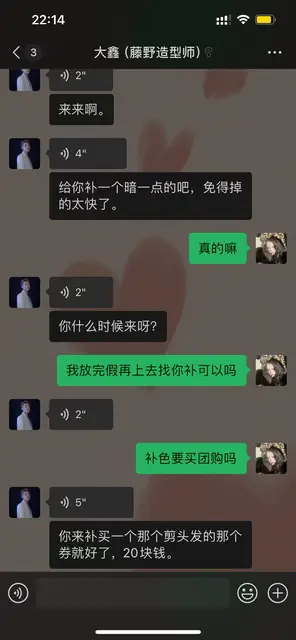 22:14
3
大鑫（藤野造型师）
2"
来来啊。
4"
给你补一个暗一点的吧，免得掉
的太快了。
真的嘛
2"
你什么时候来呀？
我放完假再上去找你补可以吗
2"
补色要买团购吗
5"
你来补买一个那个剪头发的那个
券就好了，20块钱。